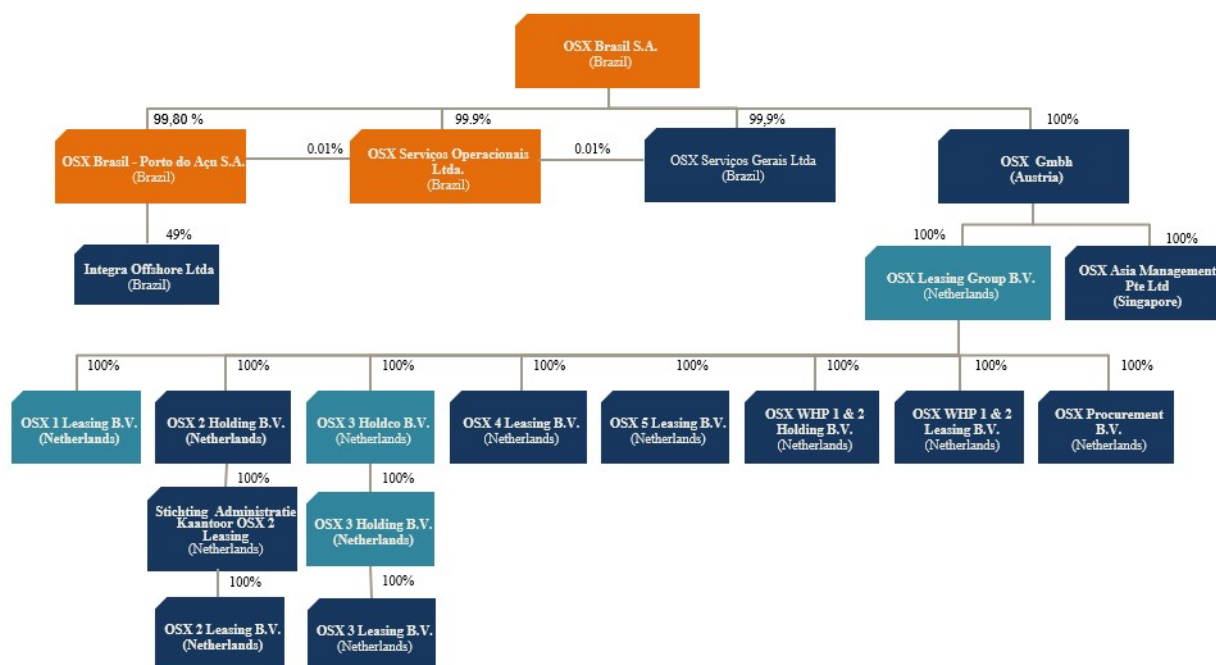 OSX Brasil S.A.
(Brazil)
99,80 %
99.9%
99,9%
100%
OSX Brasil - Porto do Açu S.A.
(Brazil)
0.01%
OSX Serviços Operacionais
Ltda.
(Brazil)
0.01%
OSX Serviços Gerais Ltda
(Brazil)
OSX Gmbh
(Austria)
49%
100%
100%
Integra Offshore Ltda
(Brazil)
OSX Leasing Group B.V.
(Netherlands)
OSX Asia Management
Pte Ltd
(Singapore)
100%
100%
100%
100%
100%
100%
100%
100%
OSX 1 Leasing B.V.
(Netherlands)
OSX 2 Holding B.V.
(Netherlands)
OSX 3 Holdco B.V.
(Netherlands)
OSX 4 Leasing B.V.
(Netherlands)
OSX 5 Leasing B.V.
(Netherlands)
OSX WHP 1 & 2
Holding B.V.
(Netherlands)
OSX WHP 1 & 2
Leasing B.V.
(Netherlands)
OSX Procurement
B.V.
(Netherlands)
100%
100%
Stichting Administratie
Kaantoor OSX 2
Leasing
(Netherlands)
OSX 3 Holding B.V.
(Netherlands)
100%
100%
OSX 2 Leasing B.V.
(Netherlands)
OSX 3 Leasing B.V.
(Netherlands)